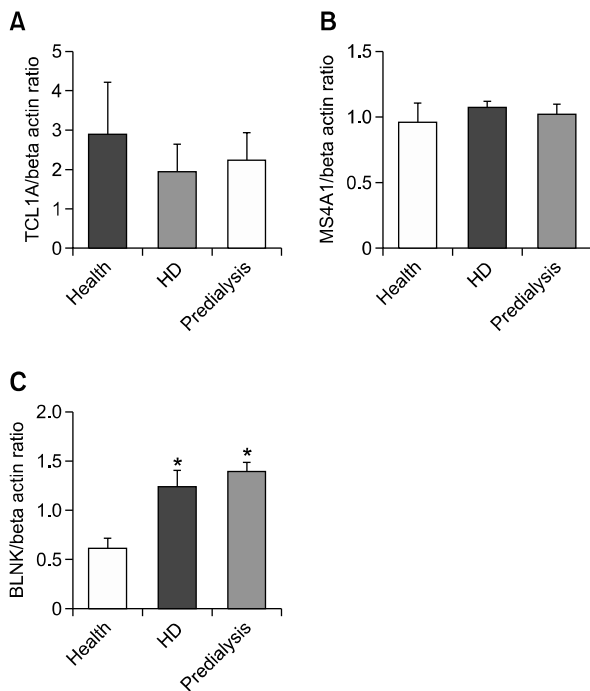 A
TCL1A/beta actin ratio
5
4
3
2
1
0
Health
HD
Predialysis
B
MS4A1/beta actin ratio
1.5
1.0
0.5
0
Health
HD
Predialysis
C
BLNK/beta actin ratio
2.0
1.5
1.0
0.5
0
*
*
Health
HD
Predialysis